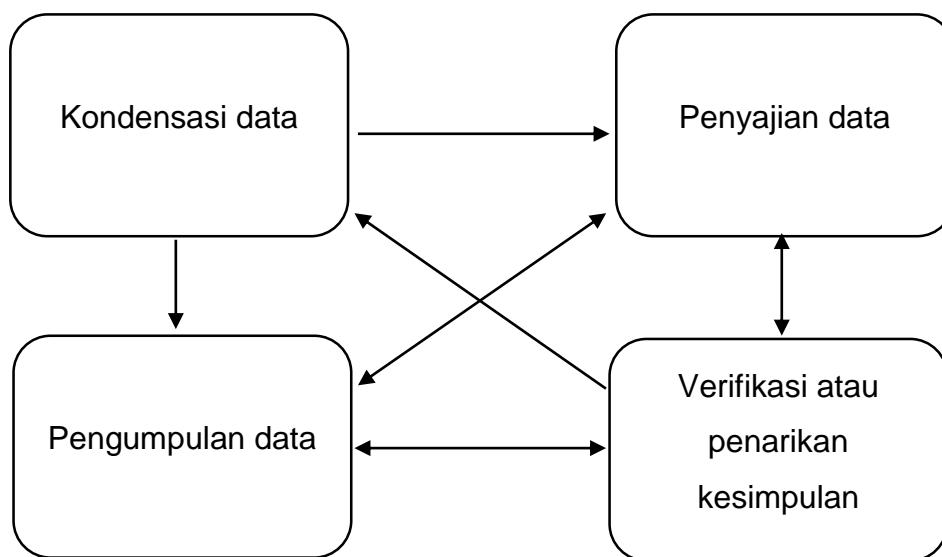 Kondensasi data
Penyajian data
Pengumpulan data
Verifikasi atau
penarikan
kesimpulan